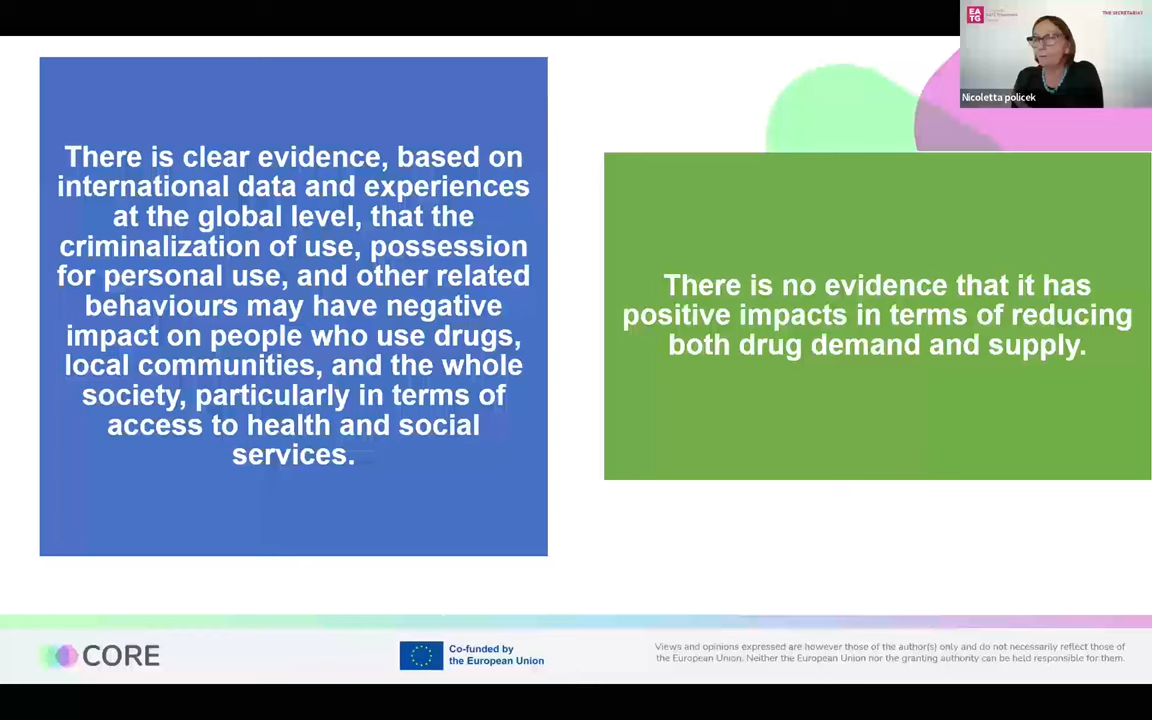 There is clear evidence, based on
international data and experiences
at the global level, that the
criminalization of use, possession
for personal use, and other related
behaviours may have negative
impact on people who use drugs,
local communities, and the whole
society, particularly in terms of
access to health and social
services.
There is no evidence that it has
positive impacts in terms of reducing
both drug demand and supply.
EA
TG
THE SECRETARIAT
Nicoletta policek
CORE
Co-funded by
the European Union
Views and opinions expressed are however those of the author(s) only and do not necessarily reflect those of
the European Union. Neither the European Union nor the granting authority can be held responsible for them.